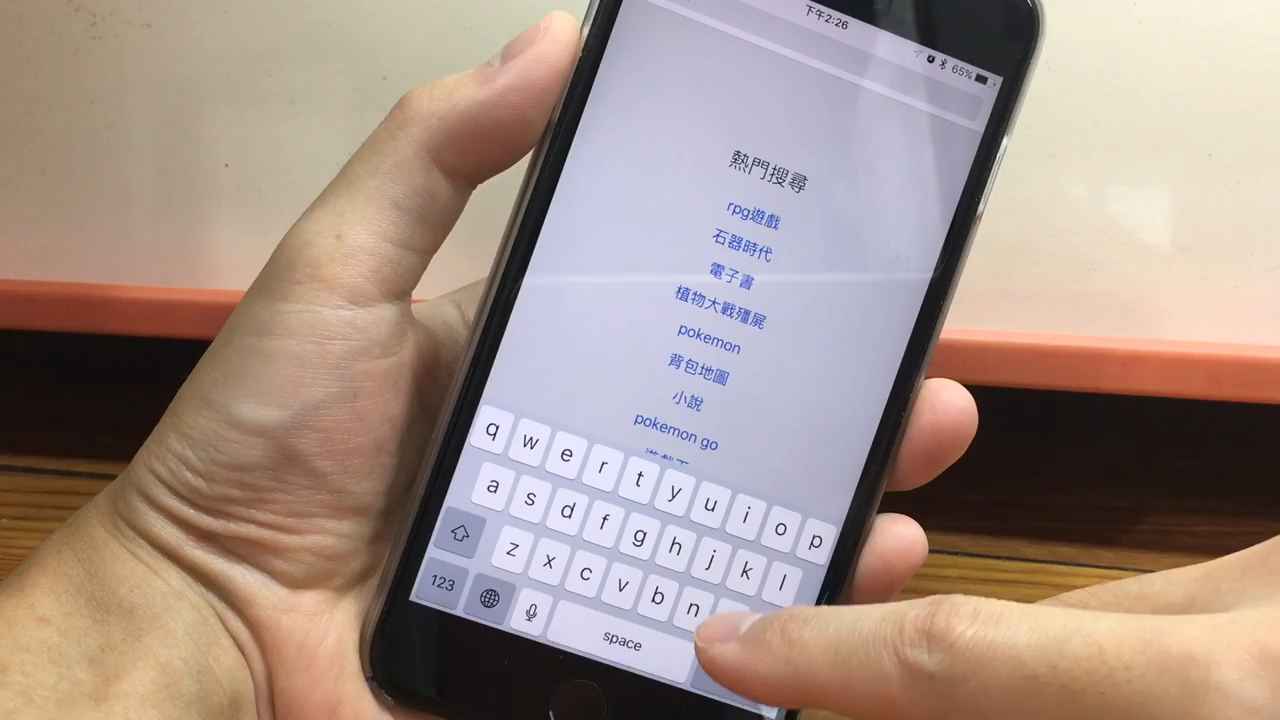 下午2:26
65%
熱門搜尋
rpg遊戲
石器時代
電子書
植物大戰殭屍
pokemon
背包地圖
小說
pokemon go
q w e r t y u i o p
a s d f g h j k l
z x c v b n
123 space